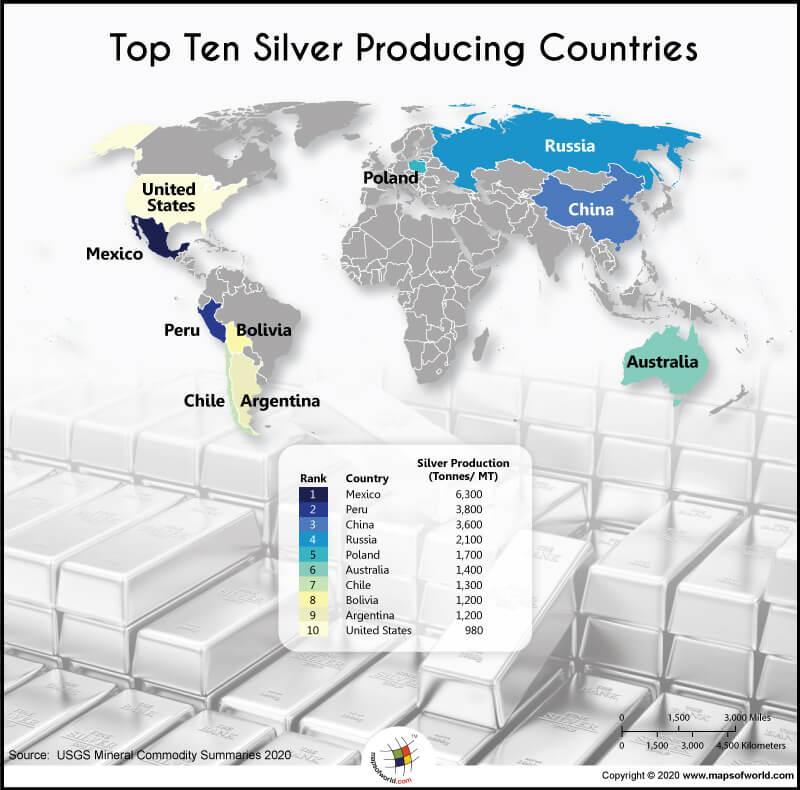 Top Ten Silver Producing Countries
Russia
Poland
United
States
China
Mexico
Peru
Bolivia
Australia
Chile
Argentina
Rank Country Silver Production
(Tonnes/ MT)
1 Mexico 6,300
2 Peru 3,800
3 China 3,600
4 Russia 2,100
5 Poland 1,700
6 Australia 1,400
7 Chile 1,300
8 Bolivia 1,200
9 Argentina 1,200
10 United States 980
0 1,500 3,000 Miles
0 1,500 3,000 4,500 Kilometers
Source: USGS Mineral Commodity Summaries 2020
mapsofworld.com
TM
Copyright © 2020 www.mapsofworld.com